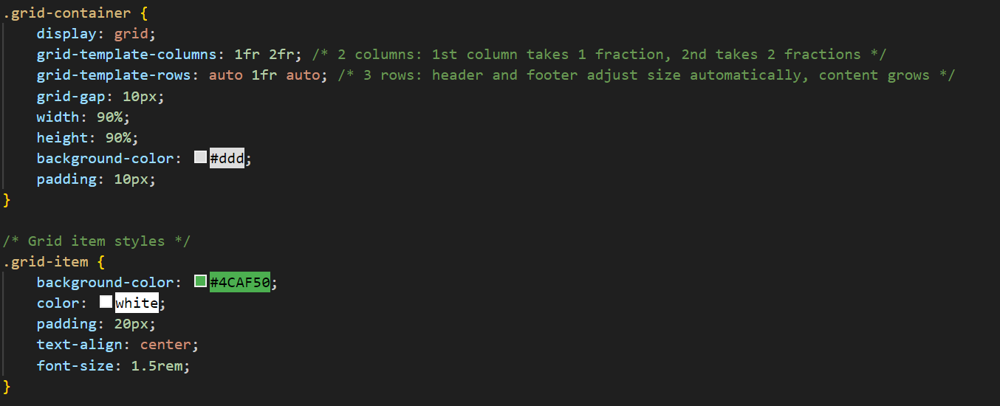 .grid-container {
    display: grid;
    grid-template-columns: 1fr 2fr; /* 2 columns: 1st column takes 1 fraction, 2nd takes 2 fractions */
    grid-template-rows: auto 1fr auto; /* 3 rows: header and footer adjust size automatically, content grows */
    grid-gap: 10px;
    width: 90%;
    height: 90%;
    background-color: #ddd;
    padding: 10px;
}

/* Grid item styles */
.grid-item {
    background-color: #4CAF50;
    color: white;
    padding: 20px;
    text-align: center;
    font-size: 1.5rem;
}